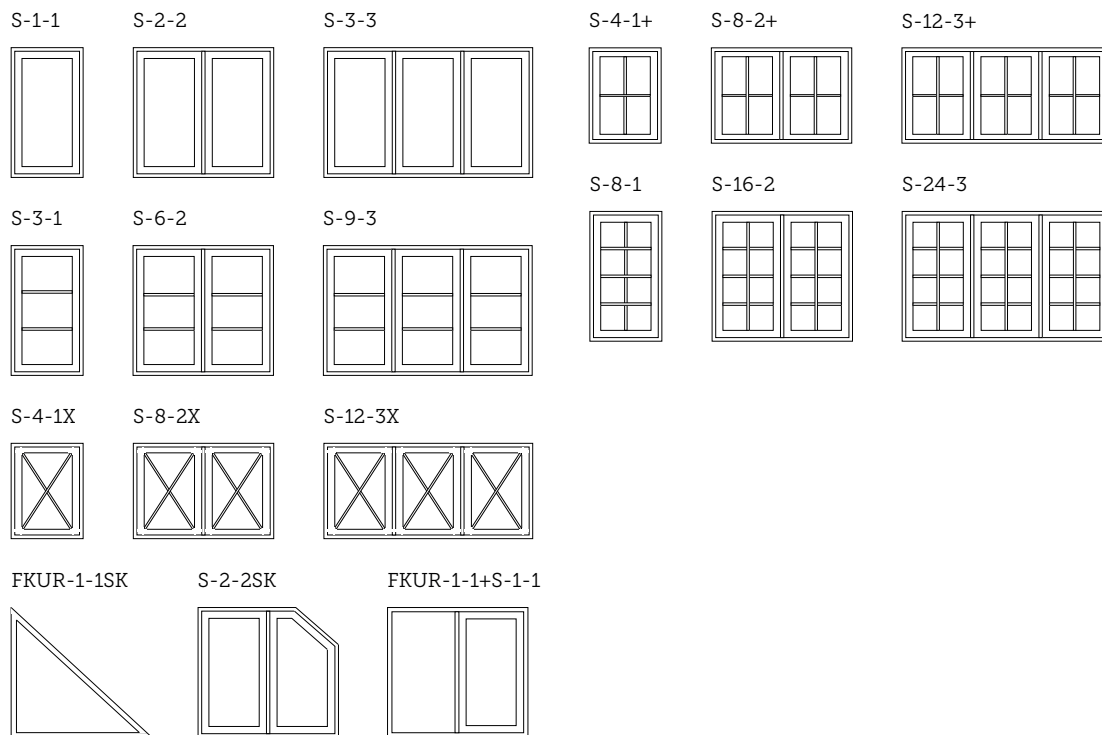 S-1-1 S-2-2 S-3-3
S-3-1 S-6-2 S-9-3
S-4-1X S-8-2X S-12-3X
FKUR-1-1SK S-2-2SK FKUR-1-1+S-1-1
S-4-1+ S-8-2+ S-12-3+
S-8-1 S-16-2 S-24-3